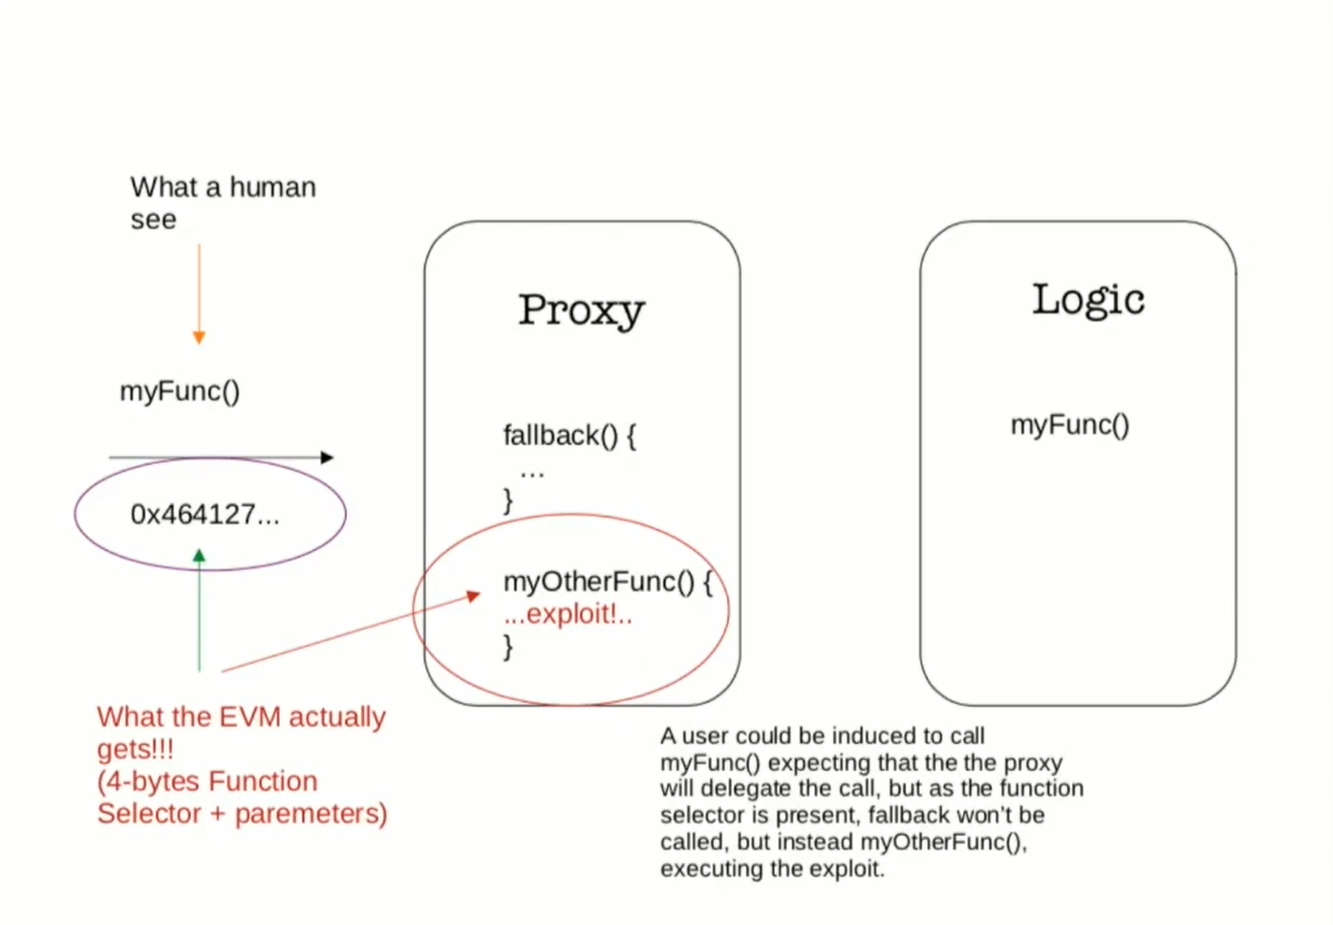 What a human
see
myFunc()
0x464127...
What the EVM actually
gets!!!
(4-bytes Function
Selector + paremeters)
Proxy
fallback() {
...
}
myOtherFunc() {
...exploit!..
}
Logic
myFunc()
A user could be induced to call
myFunc() expecting that the the proxy
will delegate the call, but as the function
selector is present, fallback won't be
called, but instead myOtherFunc(),
executing the exploit.